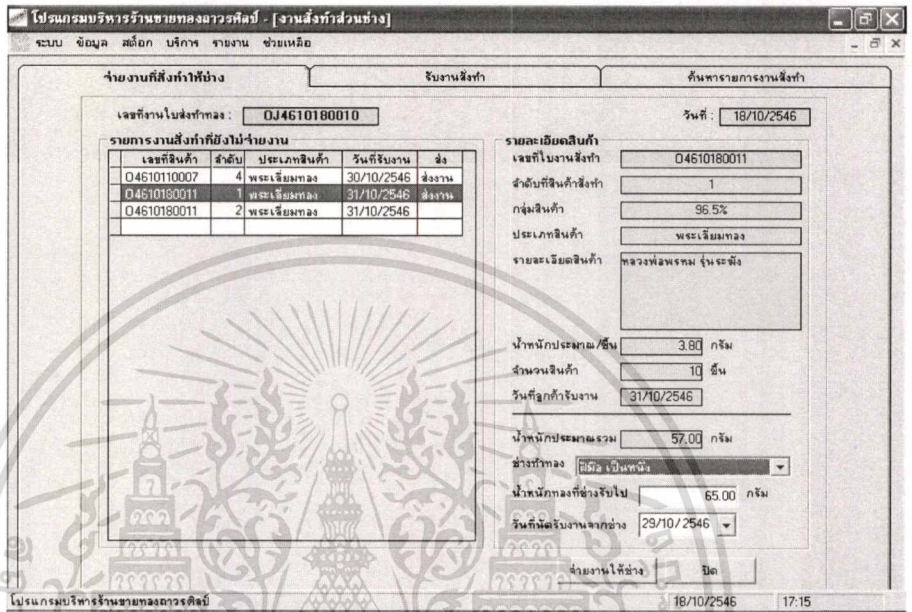 โปรแกรมบริหารร้านขายทองถาวรศิลป์ - [งานสั่งทำส่วนช่าง]
ระบบ ข้อมูล สต็อก บริการ รายงาน ช่วยเหลือ
จ่ายงานที่สั่งทำให้ช่าง รับงานสั่งทำ ค้นหารายการงานสั่งทำ
เลขที่งานใบส่งทำทอง : OJ4610180010 วันที่ : 18/10/2546
รายการงานสั่งทำที่ยังไม่จ่ายงาน
เลขที่สินค้า ลำดับ ประเภทสินค้า วันที่รับงาน ส่ง
O4610110007 4 พระเลี่ยมทอง 30/10/2546 ส่งงาน
O4610180011 1 พระเลี่ยมทอง 31/10/2546 ส่งงาน
O4610180011 2 พระเลี่ยมทอง 31/10/2546
รายละเอียดสินค้า
เลขที่ใบงานสั่งทำ O4610180011
ลำดับที่สินค้าสั่งทำ 1
กลุ่มสินค้า 96.5%
ประเภทสินค้า พระเลี่ยมทอง
รายละเอียดสินค้า หลวงพ่อพรหม รุ่นระฆัง
น้ำหนักประมาณ/ชิ้น 3.80 กรัม
จำนวนสินค้า 10 ชิ้น
วันที่ลูกค้ารับงาน 31/10/2546
น้ำหนักประมาณรวม 57.00 กรัม
ช่างทำทอง ฝีมือ เป็นหนึ่ง
น้ำหนักทองที่ช่างรับไป 65.00 กรัม
วันที่นัดรับงานจากช่าง 29/10/2546
จ่ายงานให้ช่าง ปิด
โปรแกรมบริหารร้านขายทองถาวรศิลป์ 18/10/2546 17:15